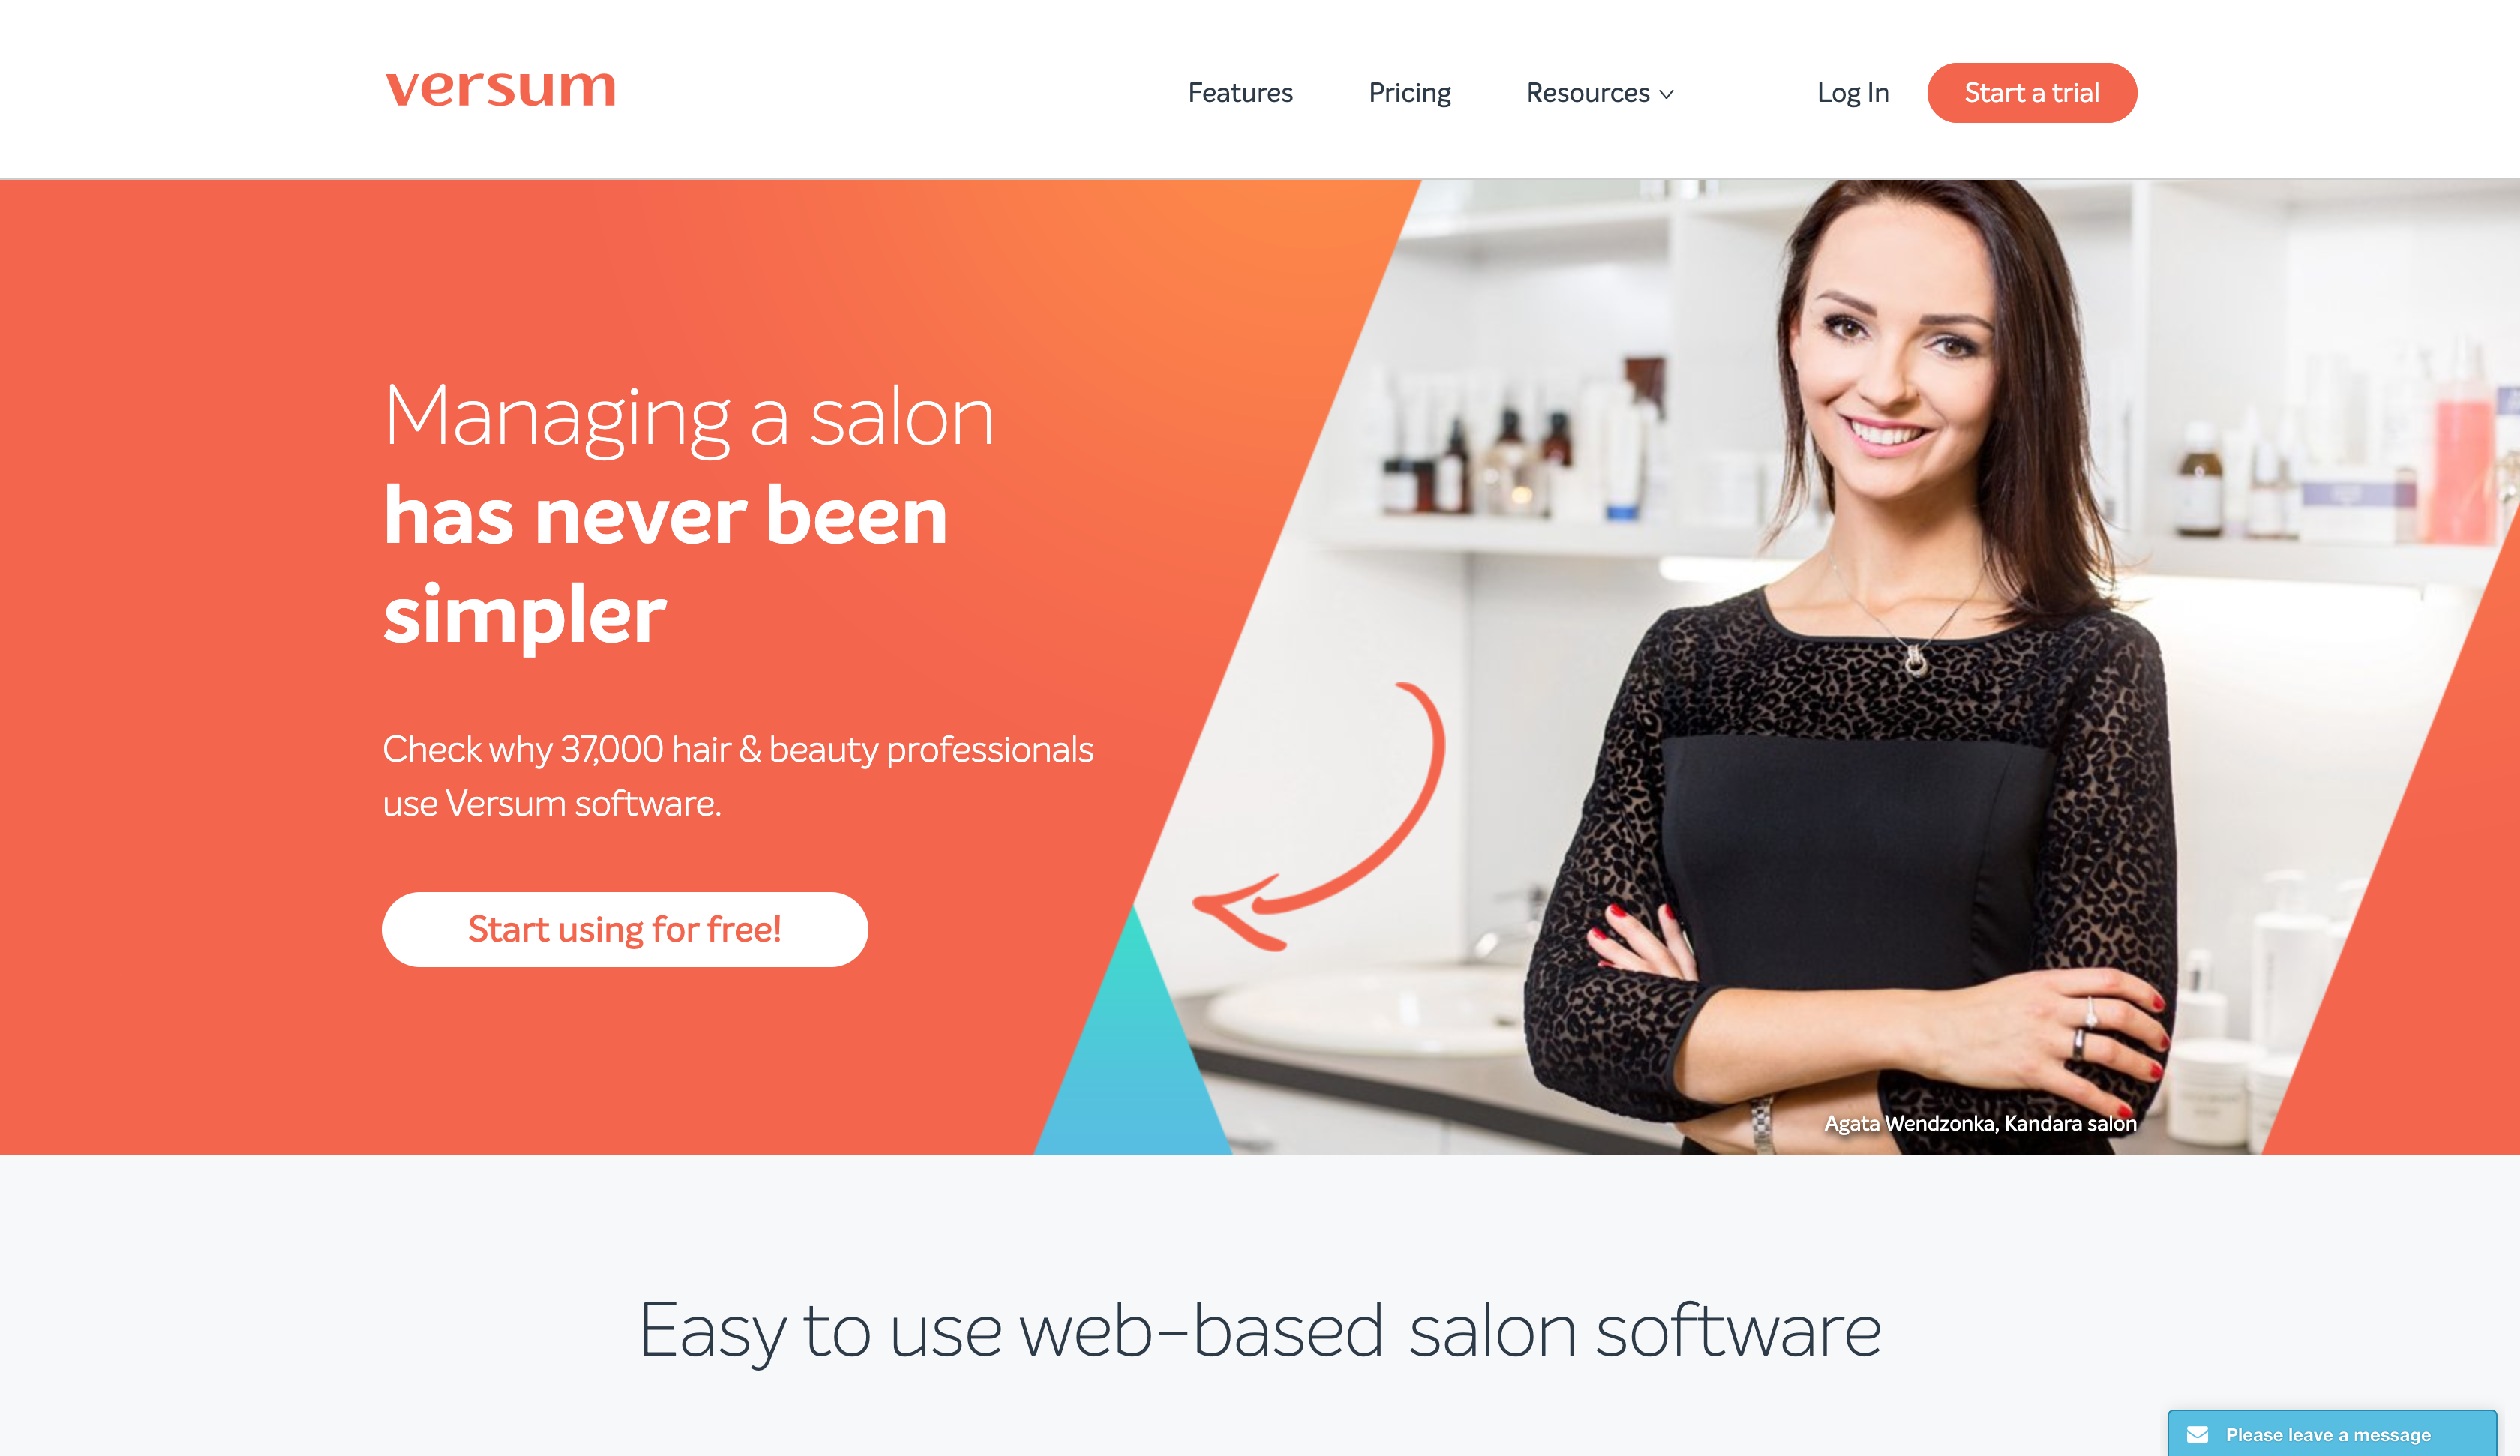 versum
Features
Pricing
Resources
Log In
Start a trial
Managing a salon
has never been
simpler
Check why 37,000 hair & beauty professionals
use Versum software.
Start using for free!
Agata Wendzonka, Kandara salon
Easy to use web-based salon software
Please leave a message